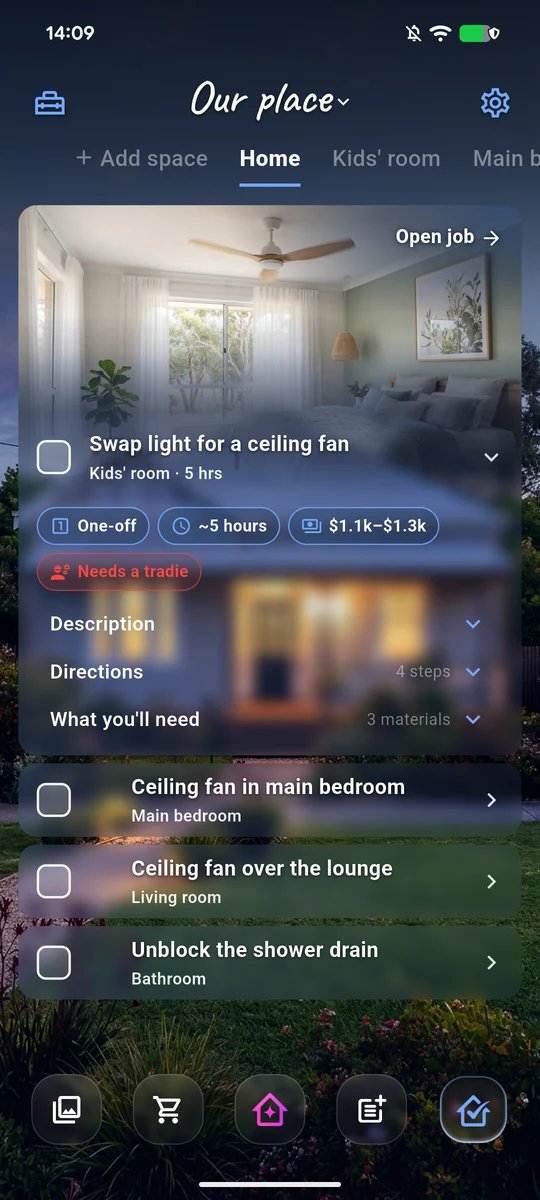 14:09
Our place
+ Add space Home Kids' room Main b
Open job →
Swap light for a ceiling fan
Kids' room · 5 hrs
One-off ~5 hours $1.1k–$1.3k
Needs a tradie
Description
Directions 4 steps
What you'll need 3 materials
Ceiling fan in main bedroom
Main bedroom
Ceiling fan over the lounge
Living room
Unblock the shower drain
Bathroom